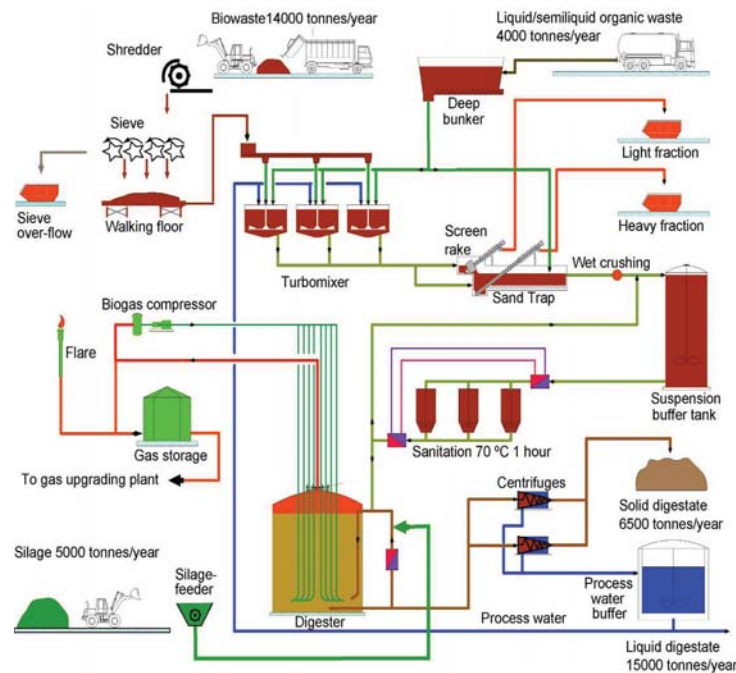 Biowaste14000 tonnes/year
Liquid/semiliquid organic waste
4000 tonnes/year
Shredder
Deep
bunker
Sieve
Light fraction
Sieve
over-flow
Walking floor
Heavy fraction
Screen
rake
Wet crushing
Turbomixer
Sand Trap
Biogas compressor
Flare
Suspension
buffer tank
Gas storage
Sanitation 70 ºC 1 hour
To gas upgrading plant
Centrifuges
Solid digestate
6500 tonnes/year
Silage 5000 tonnes/year
Silage-
feeder
Process
water
buffer
Digester
Process water
Liquid digestate
15000 tonnes/year